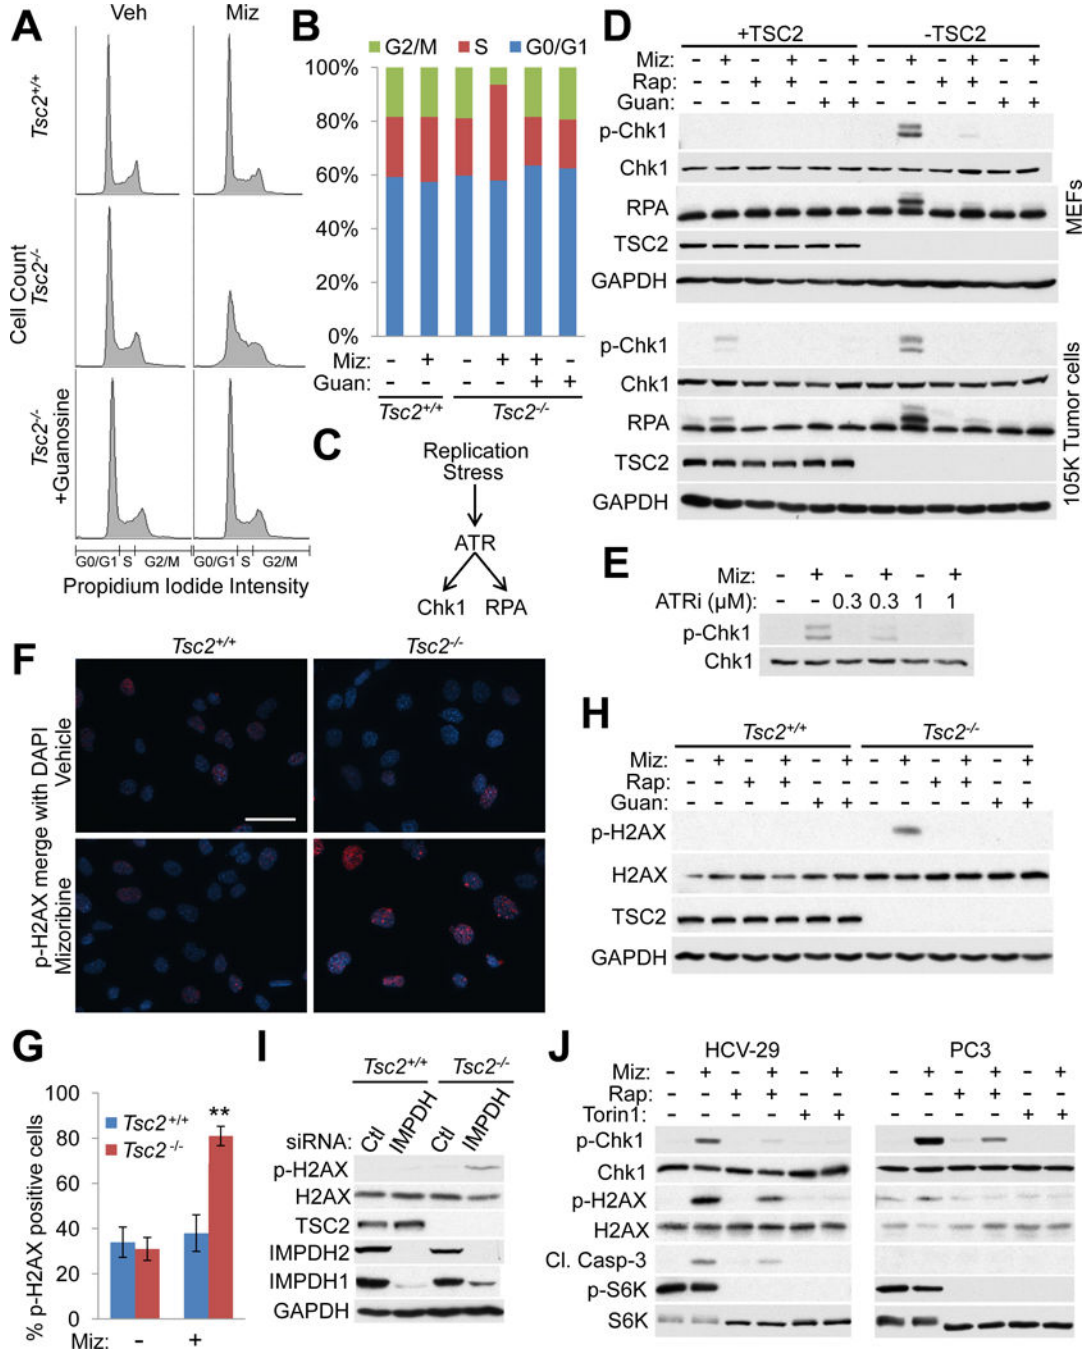 A
Veh Miz
Tsc2+/+
Cell Count
Tsc2-/-
Tsc2-/-
+Guanosine
G0/G1 S G2/M G0/G1 S G2/M
Propidium Iodide Intensity
B
G2/M S G0/G1
100%
80%
60%
40%
20%
0%
Miz: - + - + + -
Guan: - - - - + +
Tsc2+/+ Tsc2-/-
C
Replication
Stress
ATR
Chk1 RPA
D
+TSC2 -TSC2
Miz: - + - + - + - + - + - +
Rap: - - + + - - - - + + - -
Guan: - - - - + + - - - - + +
p-Chk1
Chk1
RPA
TSC2
GAPDH
MEFs
p-Chk1
Chk1
RPA
TSC2
GAPDH
105K Tumor cells
E
Miz: - + - + - +
ATRi (µM): - - 0.3 0.3 1 1
p-Chk1
Chk1
F
Tsc2+/+ Tsc2-/-
p-H2AX merge with DAPI
Vehicle
Mizoribine
G
% p-H2AX positive cells
100
80
60
40
20
0
Tsc2+/+
Tsc2-/-
**
Miz: - +
H
Tsc2+/+ Tsc2-/-
Miz: - + - + - + - + - + - +
Rap: - - + + - - - - + + - -
Guan: - - - - + + - - - - + +
p-H2AX
H2AX
TSC2
GAPDH
I
Tsc2+/+ Tsc2-/-
siRNA: Ctl IMPDH Ctl IMPDH
p-H2AX
H2AX
TSC2
IMPDH2
IMPDH1
GAPDH
J
HCV-29 PC3
Miz: - + - + - + - + - + - +
Rap: - - + + - - - - + + - -
Torin1: - - - - + + - - - - + +
p-Chk1
Chk1
p-H2AX
H2AX
Cl. Casp-3
p-S6K
S6K